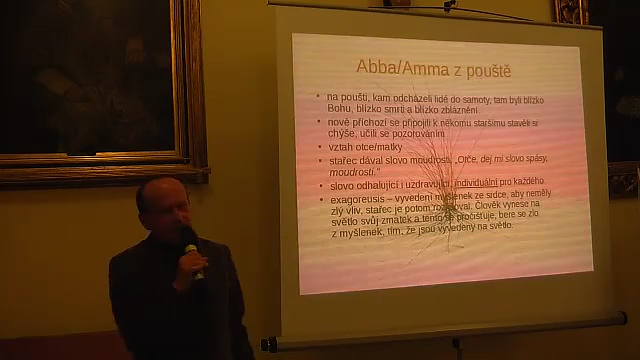 Abba/Amma z pouště
• na poušti, kam odcházeli lidé do samoty, tam byli blízko
Bohu, blízko smrti a blízko zbláznění
• nově příchozí se připojili k někomu staršímu stavěli si
chýše, učili se pozorováním
• vztah otce/matky
• stařec dával slovo moudrosti „Otče, dej mi slovo spásy,
moudrosti."
• slovo odhalující i uzdravující, individuální pro každého
• exagoreusis – vyvedení myšlenek ze srdce, aby neměly
zlý vliv, stařec je potom rozsuzoval. Člověk vynese na
světlo svůj zmatek a tento se pročišťuje, bere se zlo
z myšlenek, tím, že jsou vyvedeny na světlo.